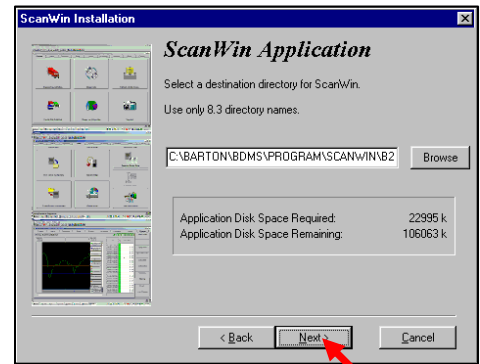 ScanWin Installation
ScanWin Application
Select a destination directory for ScanWin.
Use only 8.3 directory names.
C:\BARTON\BDMS\PROGRAM\SCANWIN\B2
Browse
Application Disk Space Required: 22995 k
Application Disk Space Remaining: 106063 k
< Back
Next >
Cancel